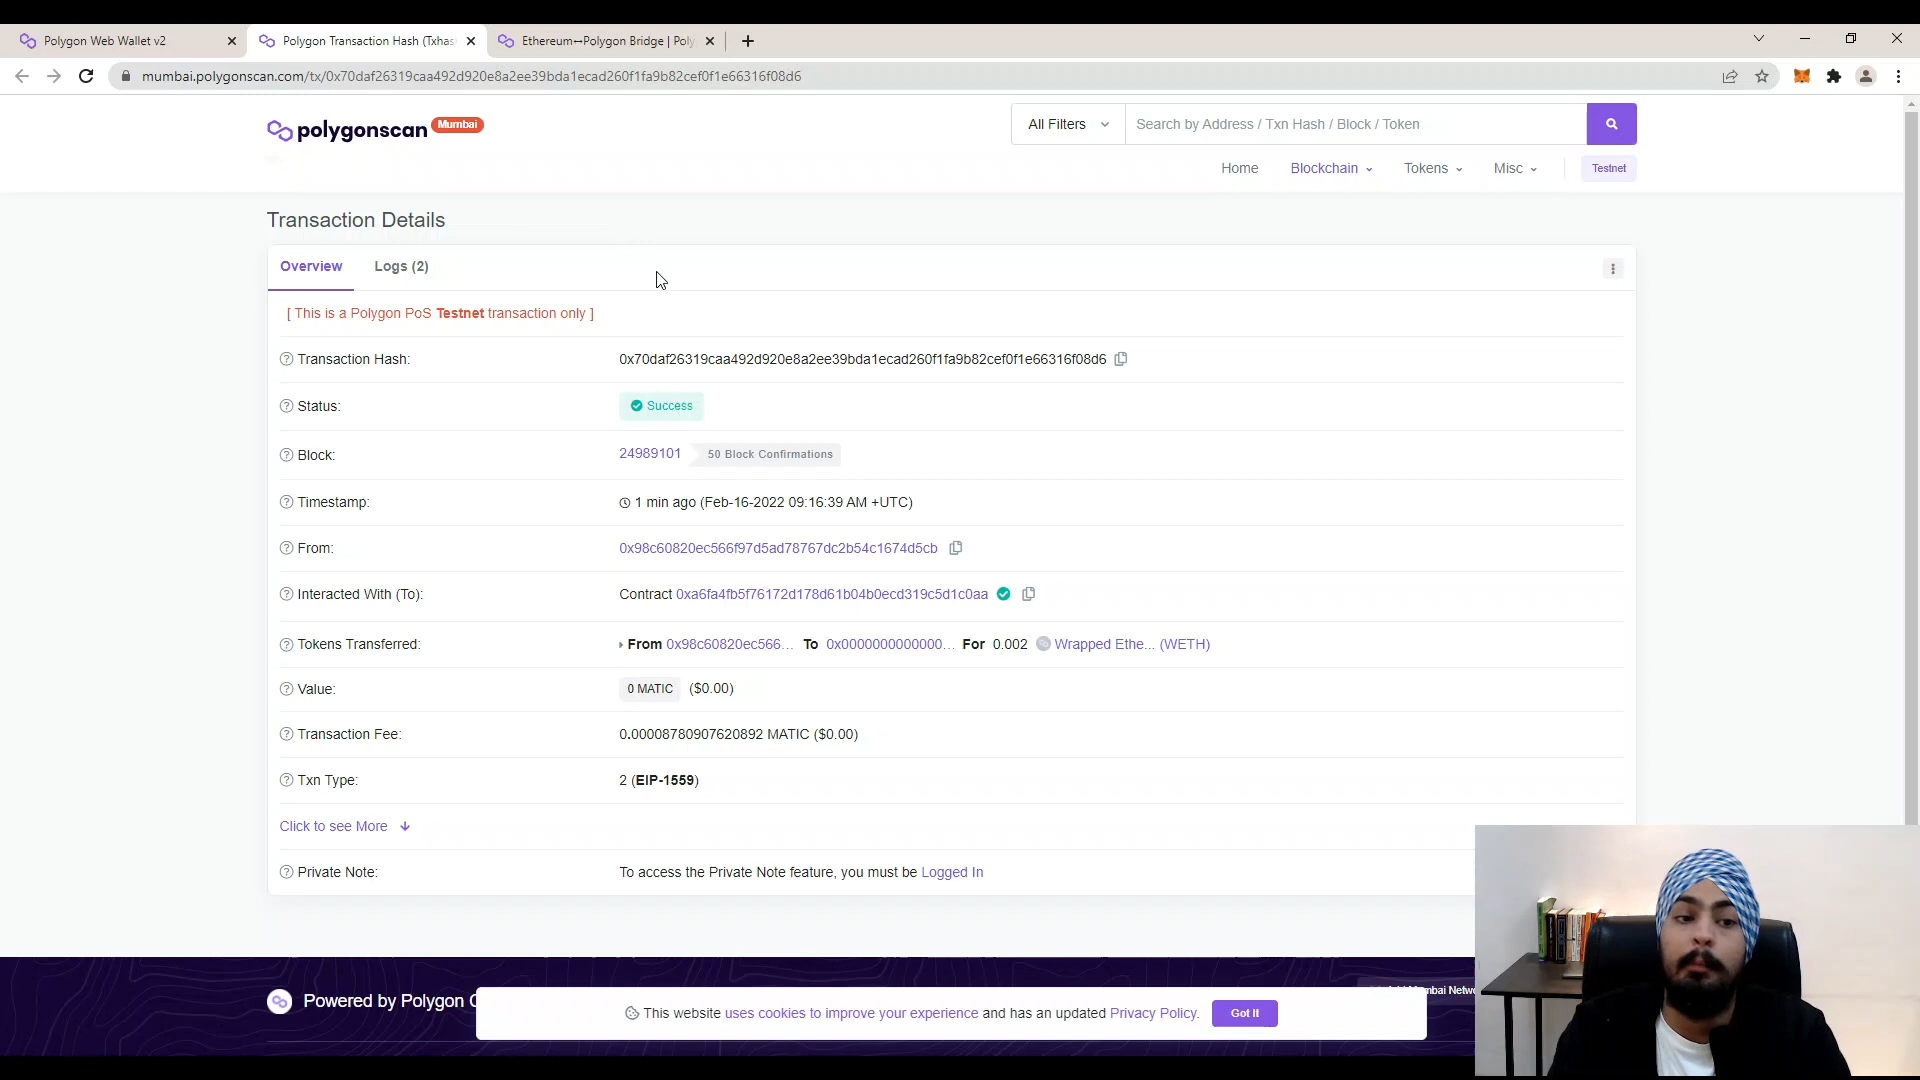 Polygon Web Wallet v2
Polygon Transaction Hash (Txhas
Ethereum↔Polygon Bridge | Poly
mumbai.polygonscan.com/tx/0x70daf26319caa492d920e8a2ee39bda1ecad260f1fa9b82cef0f1e66316f08d6
polygonscan Mumbai
All Filters
Search by Address / Txn Hash / Block / Token
Home Blockchain Tokens Misc Testnet
Transaction Details
Overview Logs (2)
[ This is a Polygon PoS Testnet transaction only ]
Transaction Hash: 0x70daf26319caa492d920e8a2ee39bda1ecad260f1fa9b82cef0f1e66316f08d6
Status: Success
Block: 24989101 50 Block Confirmations
Timestamp: 1 min ago (Feb-16-2022 09:16:39 AM +UTC)
From: 0x98c60820ec566f97d5ad78767dc2b54c1674d5cb
Interacted With (To): Contract 0xa6fa4fb5f76172d178d61b04b0ecd319c5d1c0aa
Tokens Transferred: From 0x98c60820ec566... To 0x0000000000000... For 0.002 Wrapped Ethe... (WETH)
Value: 0 MATIC ($0.00)
Transaction Fee: 0.00008780907620892 MATIC ($0.00)
Txn Type: 2 (EIP-1559)
Click to see More
Private Note: To access the Private Note feature, you must be Logged In
Powered by Polygon C
This website uses cookies to improve your experience and has an updated Privacy Policy. Got It